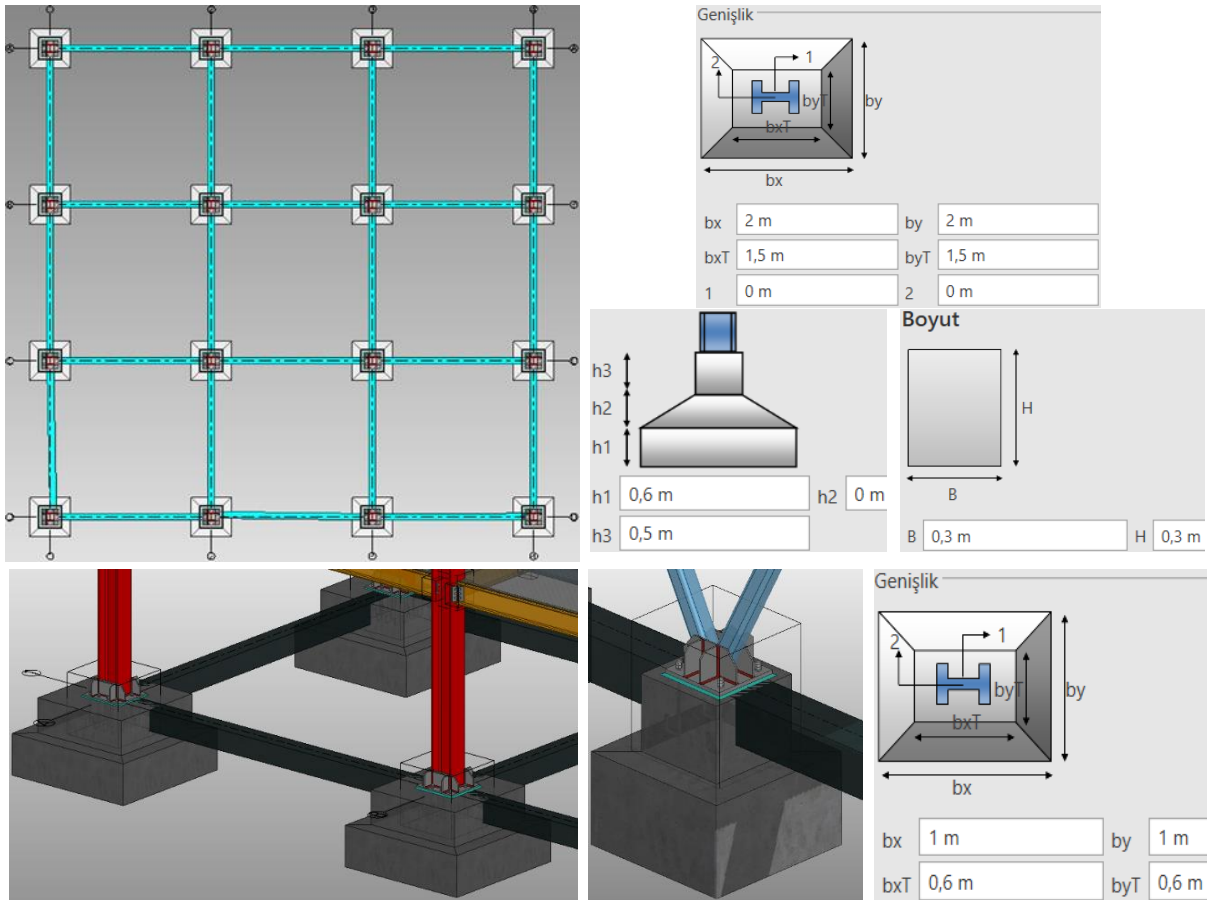 Genişlik
1
2
byT
by
bxT
bx
bx 2 m by 2 m
bxT 1,5 m byT 1,5 m
1 0 m 2 0 m
h3
h2
h1
h1 0,6 m h2 0 m
h3 0,5 m
Boyut
H
B
B 0,3 m H 0,3 m
Genişlik
1
2
byT
by
bxT
bx
bx 1 m by 1 m
bxT 0,6 m byT 0,6 m